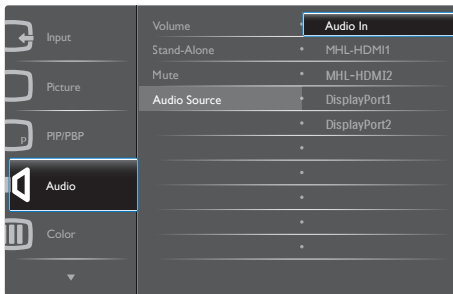 Input
Picture
P
PIP/PBP
Audio
Color
Volume
Stand-Alone
Mute
Audio Source
Audio In
MHL-HDMI1
MHL-HDMI2
DisplayPort1
DisplayPort2